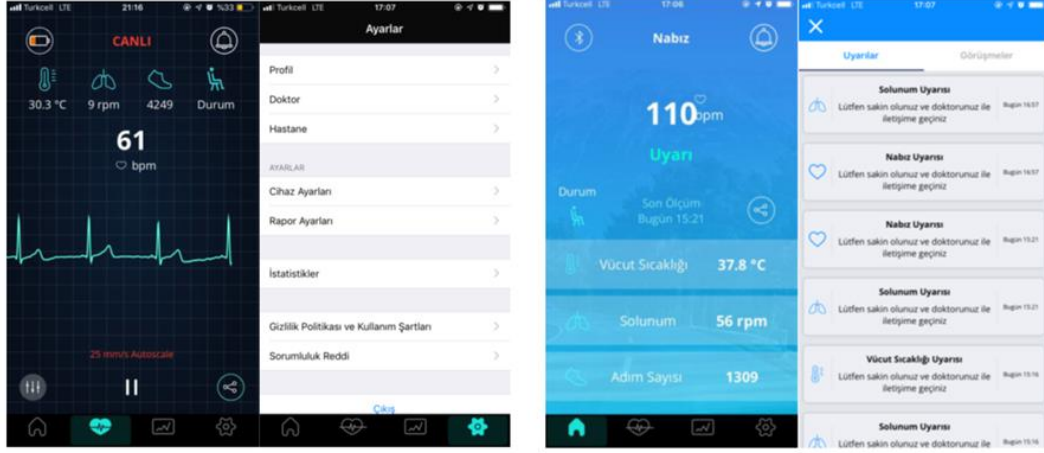 Turkcell LTE 21:16 %33
CANLI
30.3 °C 9 rpm 4249 Durum
61
bpm
25 mm/s Autoscale
Turkcell LTE 17:07
Ayarlar
Profil
Doktor
Hastane
AYARLAR
Cihaz Ayarları
Rapor Ayarları
İstatistikler
Gizlilik Politikası ve Kullanım Şartları
Sorumluluk Reddi
Çıkış
Turkcell LTE 17:06
Nabız
110 bpm
Uyarı
Durum
Son Ölçüm
Bugün 15:21
Vücut Sıcaklığı 37.8 °C
Solunum 56 rpm
Adım Sayısı 1309
Turkcell LTE 17:07
Uyarılar Görüşmeler
Solunum Uyarısı
Lütfen sakin olunuz ve doktorunuz ile Bugün 16:57
iletişime geçiniz
Nabız Uyarısı
Lütfen sakin olunuz ve doktorunuz ile Bugün 16:57
iletişime geçiniz
Nabız Uyarısı
Lütfen sakin olunuz ve doktorunuz ile Bugün 15:21
iletişime geçiniz
Solunum Uyarısı
Lütfen sakin olunuz ve doktorunuz ile Bugün 15:21
iletişime geçiniz
Vücut Sıcaklığı Uyarısı
Lütfen sakin olunuz ve doktorunuz ile Bugün 15:16
iletişime geçiniz
Solunum Uyarısı
Lütfen sakin olunuz ve doktorunuz ile Bugün 15:16